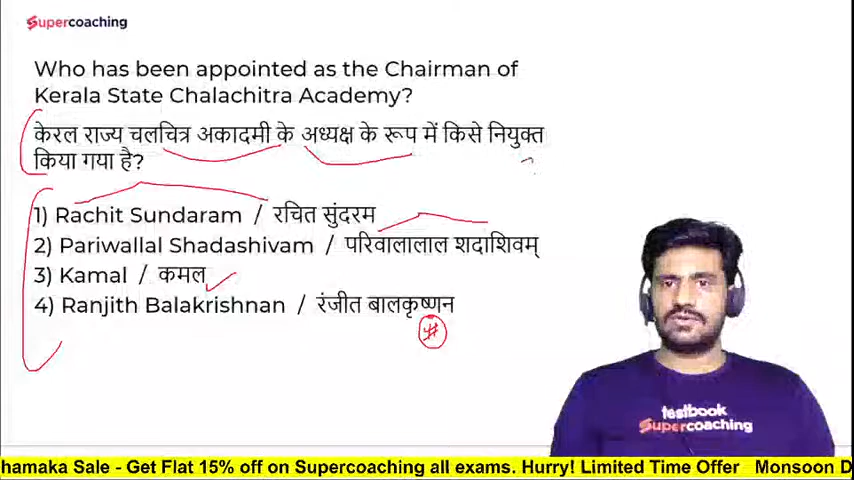 Supercoaching
Who has been appointed as the Chairman of
Kerala State Chalachitra Academy?
केरल राज्य चलचित्र अकादमी के अध्यक्ष के रूप में किसे नियुक्त
किया गया है?
1) Rachit Sundaram / रचित सुंदरम
2) Pariwallal Shadashivam / परिवालालाल शदाशिवम्
3) Kamal / कमल
4) Ranjith Balakrishnan / रंजीत बालकृष्णन
testbook
Supercoaching
hamaka Sale - Get Flat 15% off on Supercoaching all exams. Hurry! Limited Time Offer Monsoon D